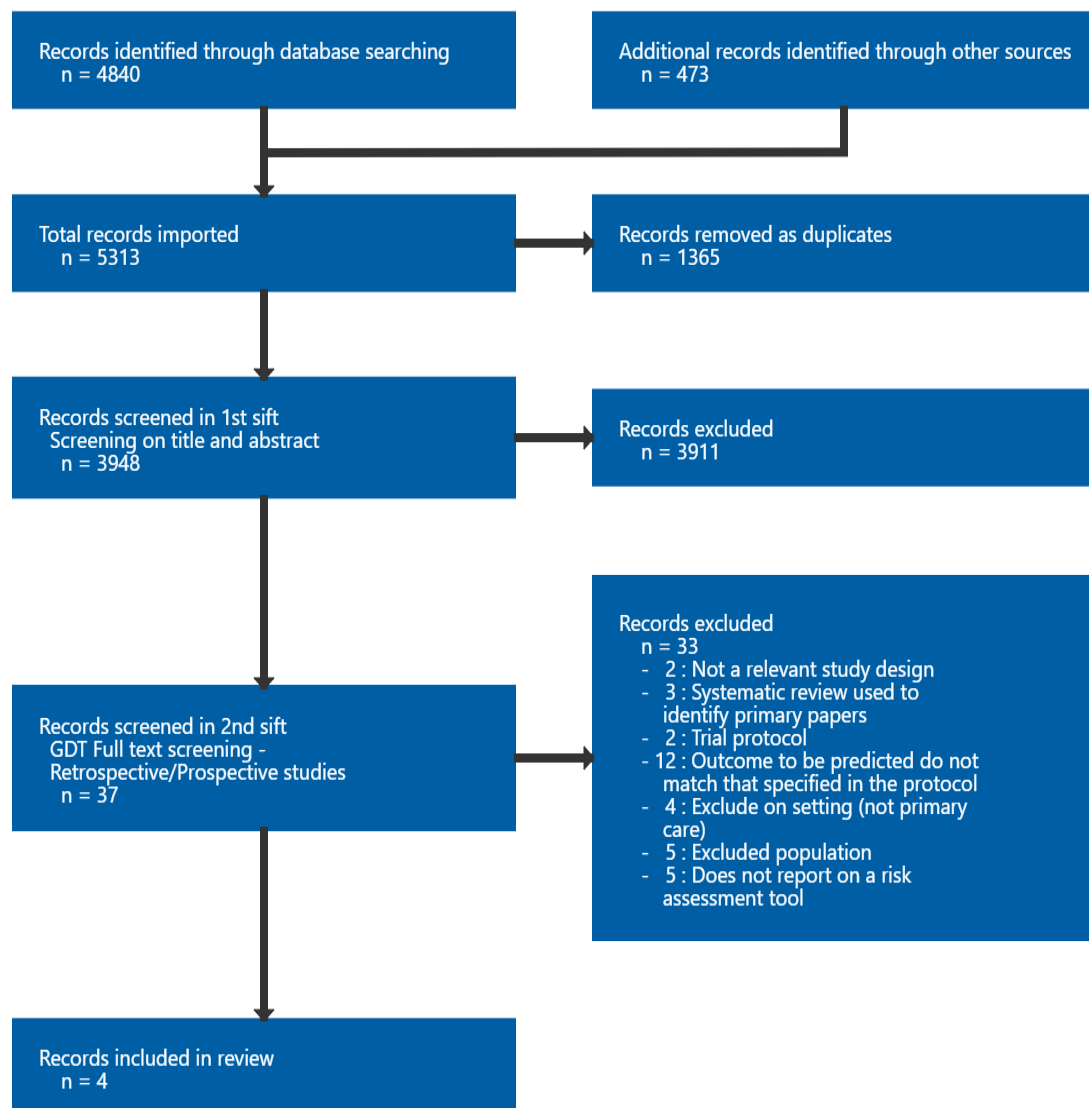 Records identified through database searching
n = 4840
Additional records identified through other sources
n = 473
Total records imported
n = 5313
Records removed as duplicates
n = 1365
Records screened in 1st sift
Screening on title and abstract
n = 3948
Records excluded
n = 3911
Records screened in 2nd sift
GDT Full text screening -
Retrospective/Prospective studies
n = 37
Records excluded
n = 33
- 2 : Not a relevant study design
- 3 : Systematic review used to
identify primary papers
- 2 : Trial protocol
- 12 : Outcome to be predicted do not
match that specified in the protocol
- 4 : Exclude on setting (not primary
care)
- 5 : Excluded population
- 5 : Does not report on a risk
assessment tool
Records included in review
n = 4